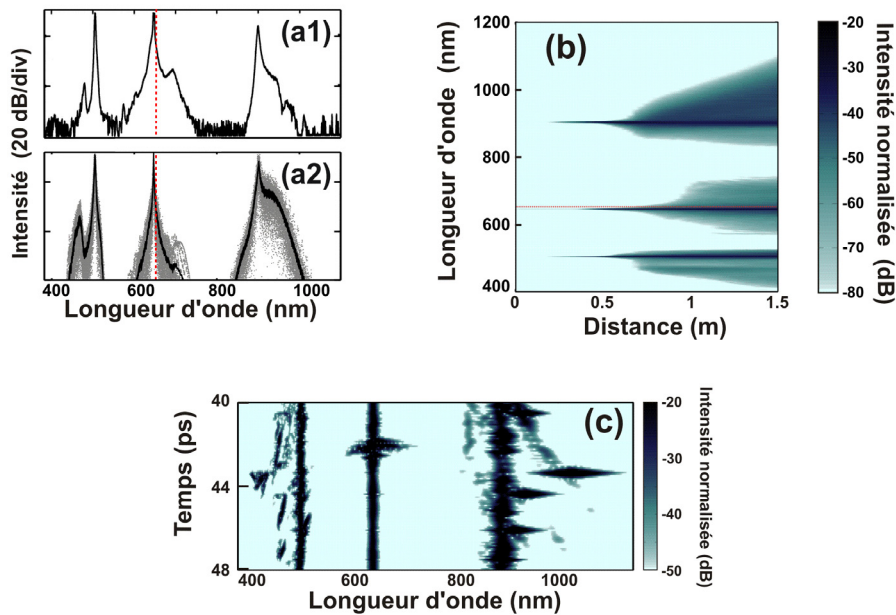 (a1)
(a2)
Intensité (20 dB/div)
400 600 800 1000
Longueur d'onde (nm)
(b)
1200
1000
800
600
400
Longueur d'onde (nm)
0 0.5 1 1.5
Distance (m)
-20
-30
-40
-50
-60
-70
-80
Intensité normalisée (dB)
(c)
40
44
48
Temps (ps)
400 600 800 1000
Longueur d'onde (nm)
-20
-30
-40
-50
Intensité normalisée (dB)